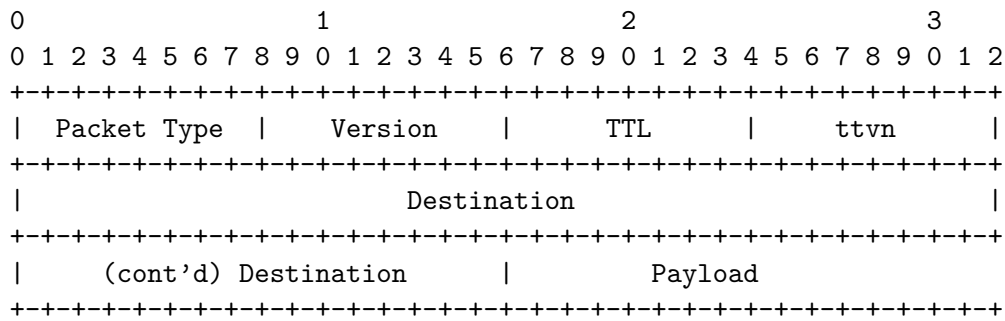 0                   1                   2                   3
0 1 2 3 4 5 6 7 8 9 0 1 2 3 4 5 6 7 8 9 0 1 2 3 4 5 6 7 8 9 0 1 2
+-+-+-+-+-+-+-+-+-+-+-+-+-+-+-+-+-+-+-+-+-+-+-+-+-+-+-+-+-+-+-+-+
|  Packet Type  |    Version    |      TTL      |     ttvn      |
+-+-+-+-+-+-+-+-+-+-+-+-+-+-+-+-+-+-+-+-+-+-+-+-+-+-+-+-+-+-+-+-+
|                         Destination                           |
+-+-+-+-+-+-+-+-+-+-+-+-+-+-+-+-+-+-+-+-+-+-+-+-+-+-+-+-+-+-+-+-+
|     (cont'd) Destination      |         Payload
+-+-+-+-+-+-+-+-+-+-+-+-+-+-+-+-+-+-+-+-+-+-+-+-+-+-+-+-+-+-+-+-+